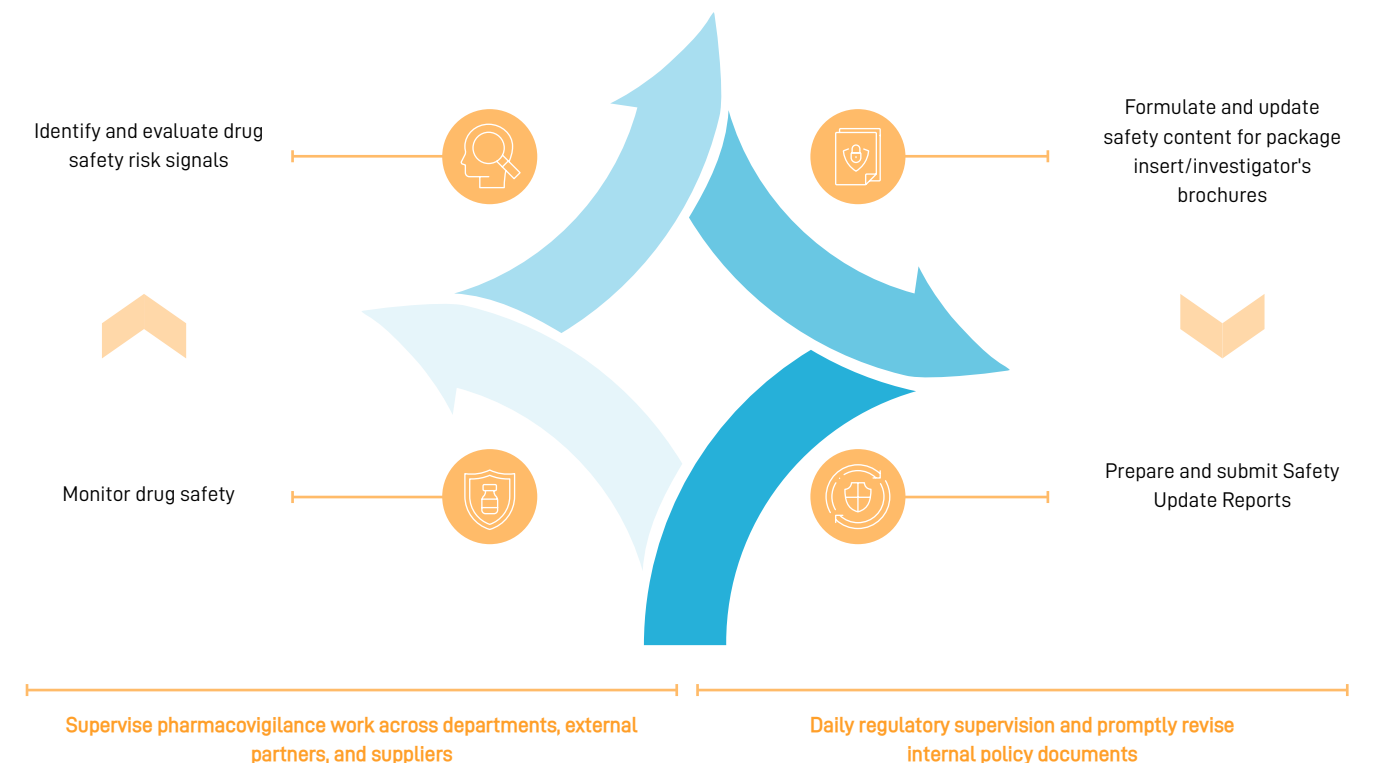 Identify and evaluate drug
safety risk signals
Formulate and update
safety content for package
insert/investigator's
brochures
Monitor drug safety
Prepare and submit Safety
Update Reports
Supervise pharmacovigilance work across departments, external
partners, and suppliers
Daily regulatory supervision and promptly revise
internal policy documents